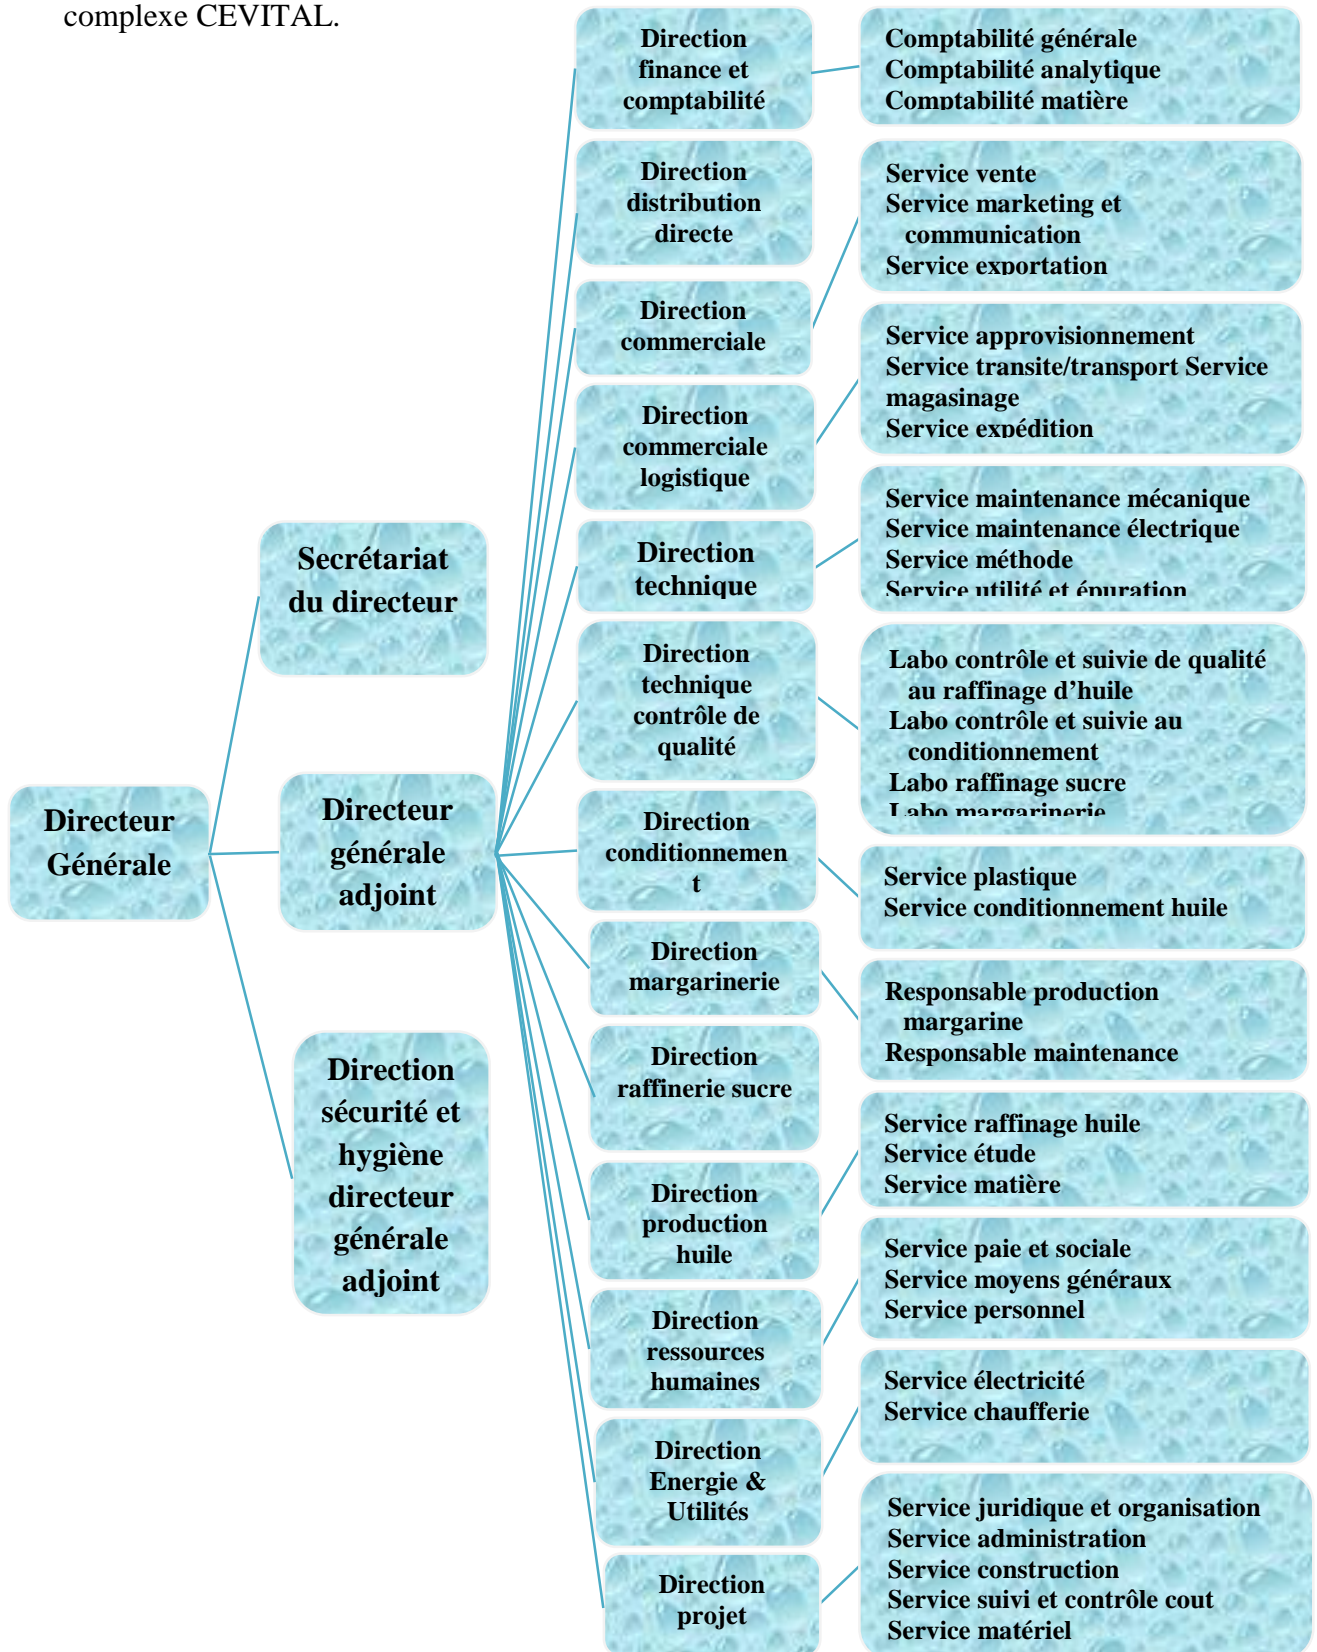 complexe CEVITAL.
Directeur
Générale
Secrétariat
du directeur
Directeur
générale
adjoint
Direction
sécurité et
hygiène
directeur
générale
adjoint
Direction
finance et
comptabilité
Comptabilité générale
Comptabilité analytique
Comptabilité matière
Direction
distribution
directe
Direction
commerciale
Service vente
Service marketing et
communication
Service exportation
Direction
commerciale
logistique
Service approvisionnement
Service transite/transport Service
magasinage
Service expédition
Direction
technique
Service maintenance mécanique
Service maintenance électrique
Service méthode
Service utilité et épuration
Direction
technique
contrôle de
qualité
Labo contrôle et suivie de qualité
au raffinage d’huile
Labo contrôle et suivie au
conditionnement
Labo raffinage sucre
Labo margarinerie
Direction
conditionnemen
t
Service plastique
Service conditionnement huile
Direction
margarinerie
Responsable production
margarine
Responsable maintenance
Direction
raffinerie sucre
Direction
production
huile
Service raffinage huile
Service étude
Service matière
Direction
ressources
humaines
Service paie et sociale
Service moyens généraux
Service personnel
Direction
Energie &
Utilités
Service électricité
Service chaufferie
Direction
projet
Service juridique et organisation
Service administration
Service construction
Service suivi et contrôle cout
Service matériel